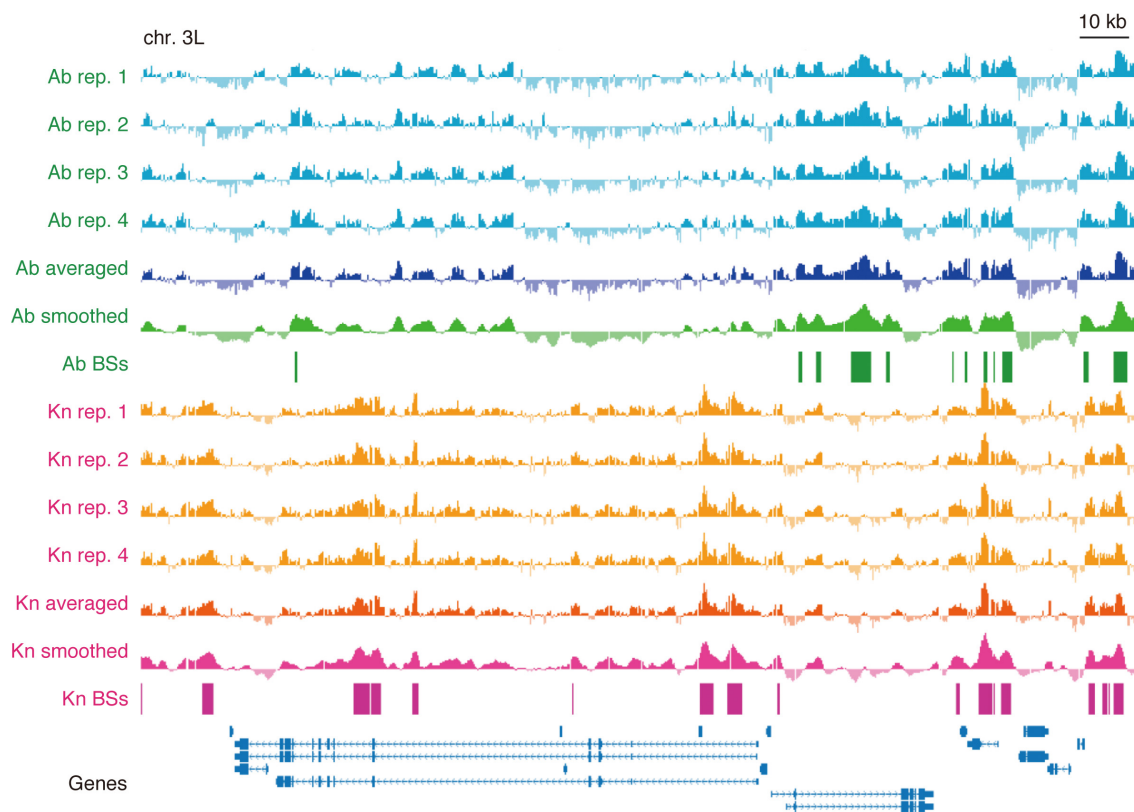 chr. 3L
10 kb
Ab rep. 1
Ab rep. 2
Ab rep. 3
Ab rep. 4
Ab averaged
Ab smoothed
Ab BSs
Kn rep. 1
Kn rep. 2
Kn rep. 3
Kn rep. 4
Kn averaged
Kn smoothed
Kn BSs
Genes